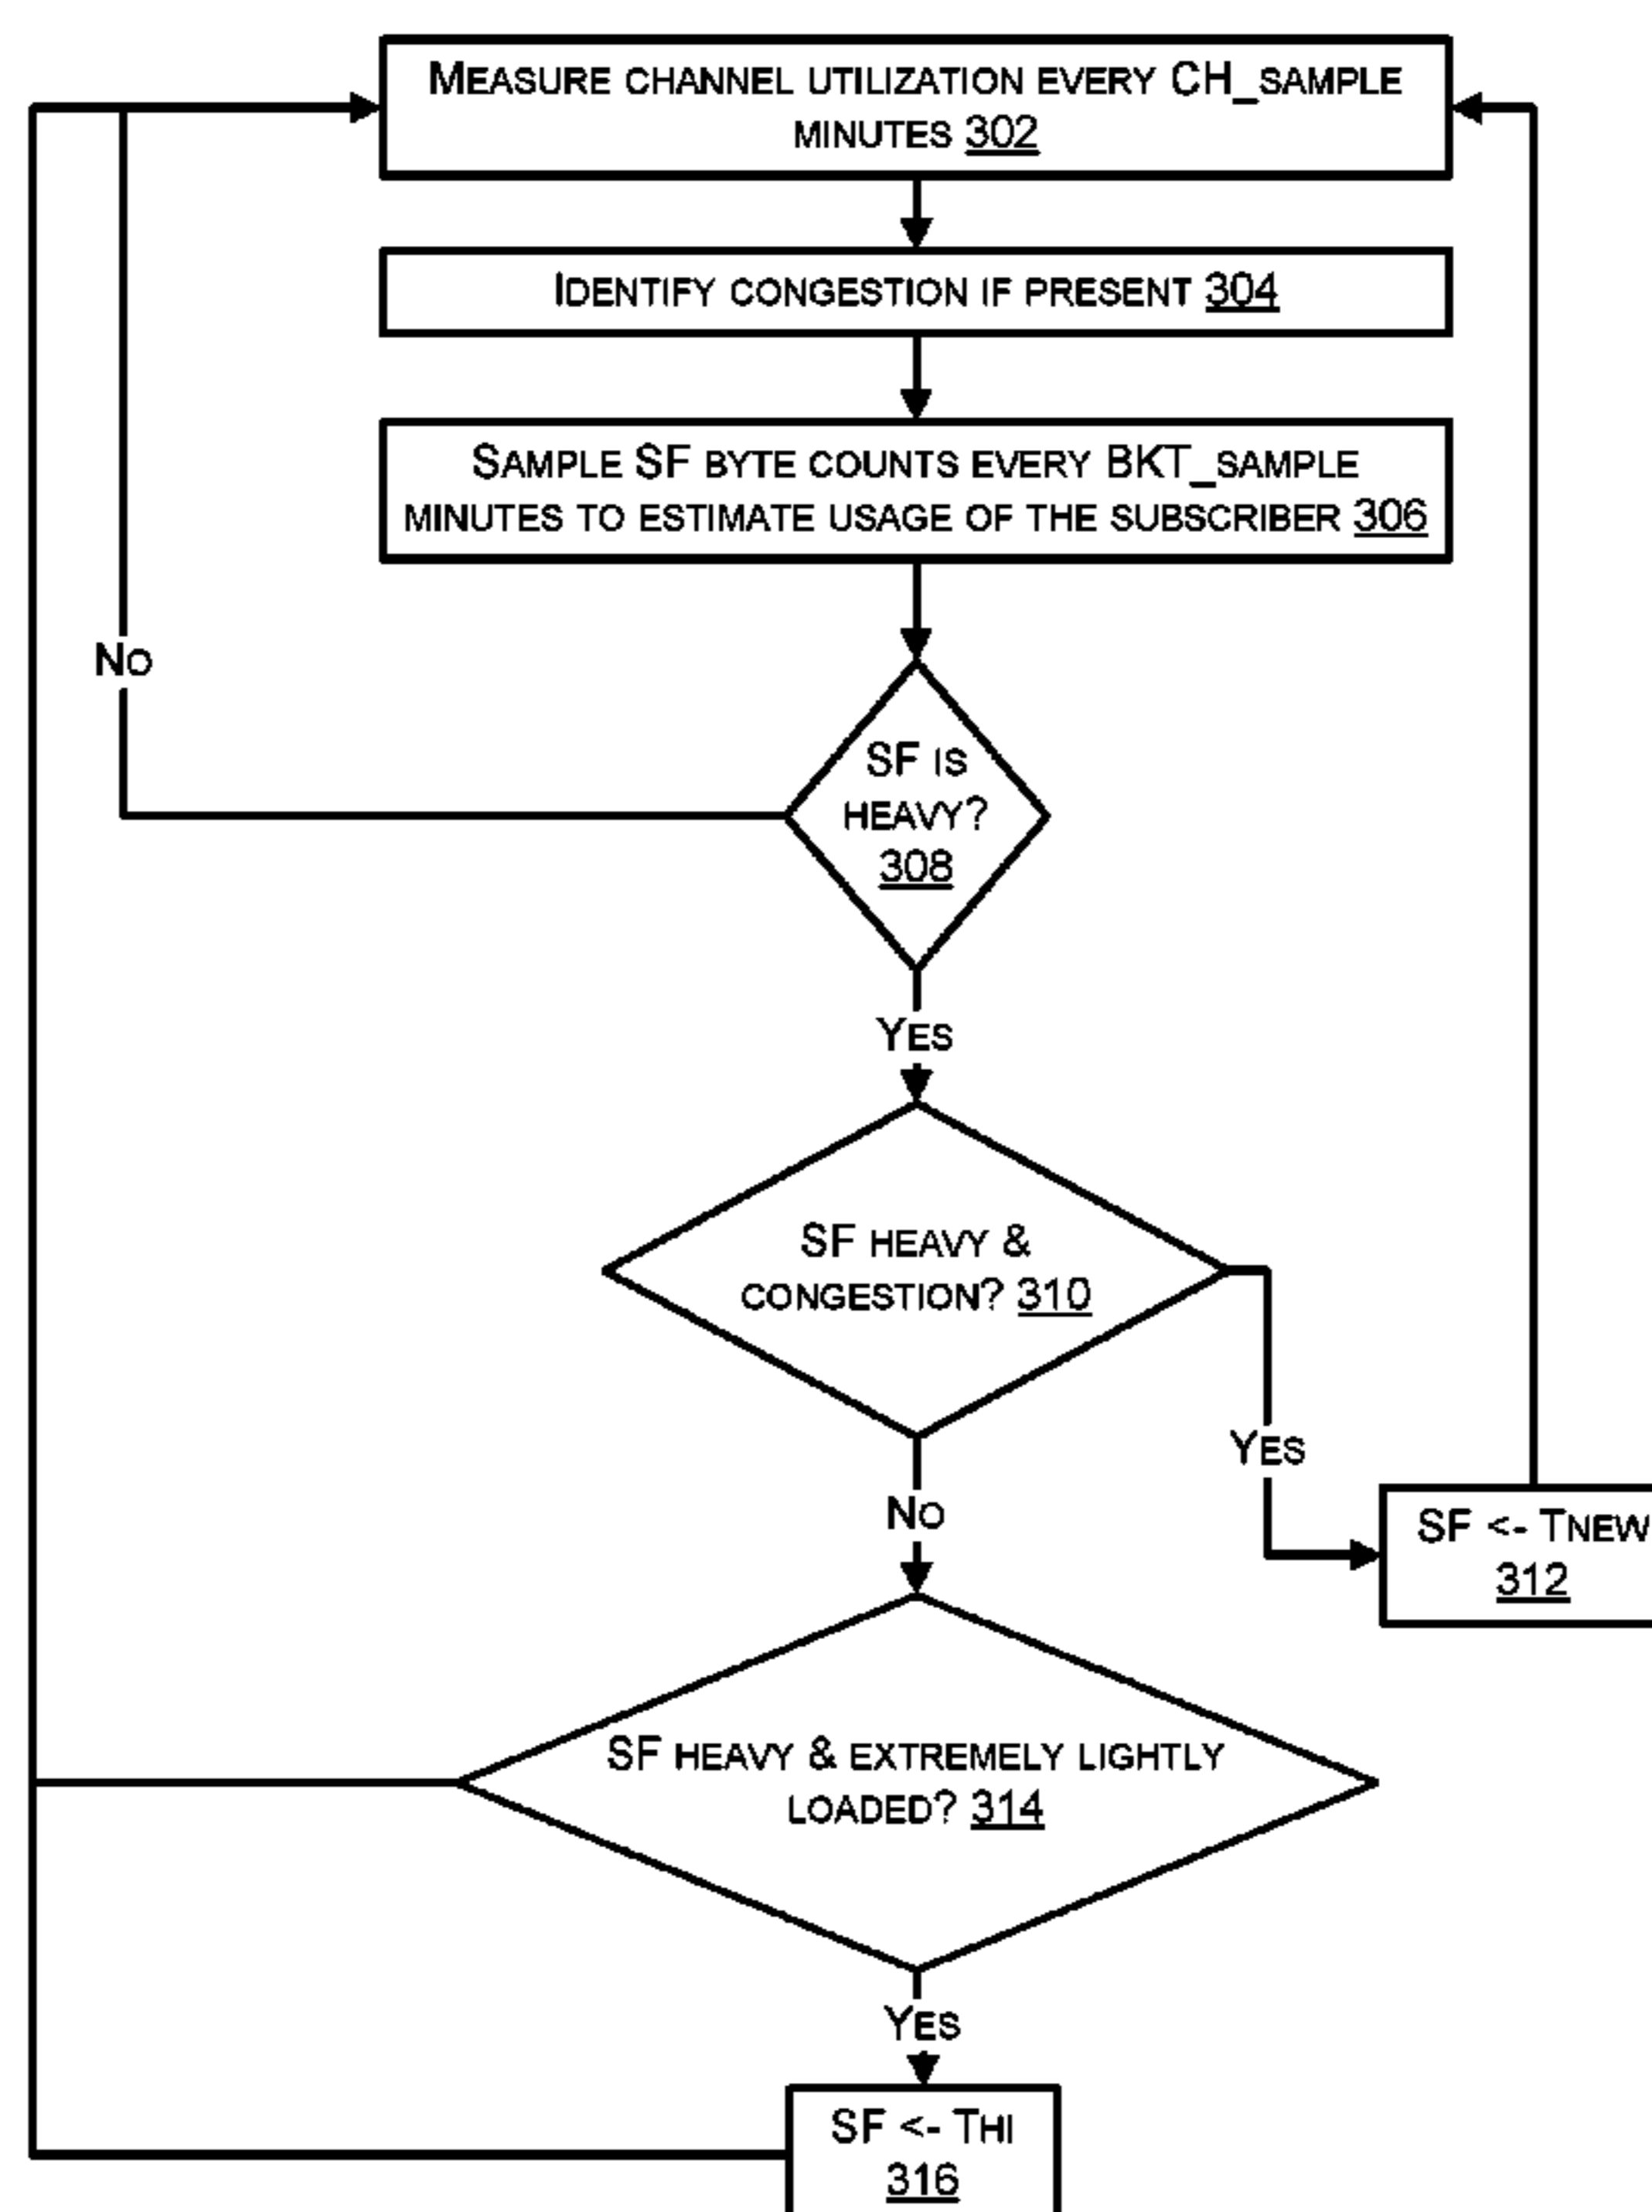 MEASURE CHANNEL UTILIZATION EVERY CH_SAMPLE
MINUTES 302
IDENTIFY CONGESTION IF PRESENT 304
SAMPLE SF BYTE COUNTS EVERY BKT_SAMPLE
MINUTES TO ESTIMATE USAGE OF THE SUBSCRIBER 306
NO
SF IS
HEAVY?
308
YES
SF HEAVY &
CONGESTION? 310
YES
NO
SF <- TNEW
312
SF HEAVY & EXTREMELY LIGHTLY
LOADED? 314
YES
SF <- THI
316